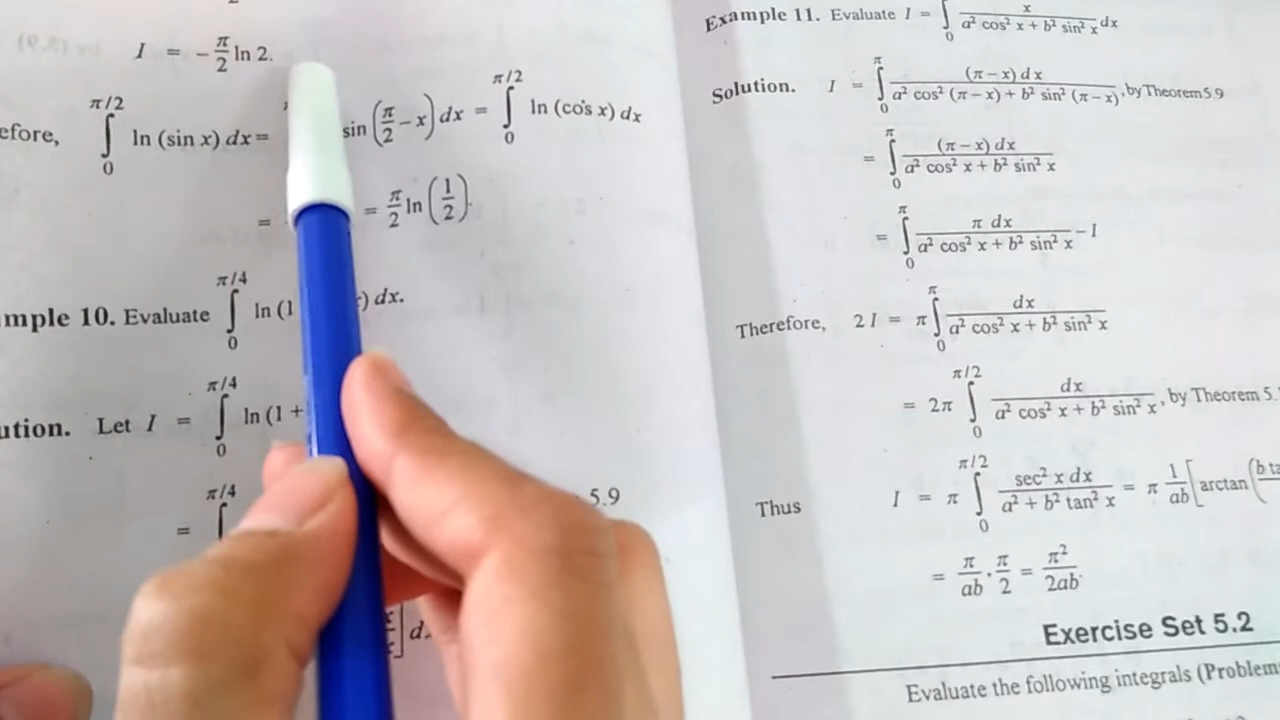 I = − π/2 ln 2.
efore, ∫₀^{π/2} ln (sin x) dx = sin (π/2 − x) dx = ∫₀^{π/2} ln (cos x) dx
= = π/2 ln (1/2).
mple 10. Evaluate ∫₀^{π/4} ln (1 ) dx.
ution. Let I = ∫₀^{π/4} ln (1 +
= ∫^{π/4} 5.9
] d
Example 11. Evaluate I = ∫₀ x / (a² cos² x + b² sin² x) dx
Solution. I = ∫₀^π (π − x) dx / (a² cos² (π − x) + b² sin² (π − x)), by Theorem 5.9
= ∫₀^π (π − x) dx / (a² cos² x + b² sin² x)
= ∫₀^π π dx / (a² cos² x + b² sin² x) − I
Therefore, 2 I = π ∫₀^π dx / (a² cos² x + b² sin² x)
= 2π ∫₀^{π/2} dx / (a² cos² x + b² sin² x), by Theorem 5.
Thus I = π ∫₀^{π/2} sec² x dx / (a² + b² tan² x) = π 1/ab [arctan (b ta
= π/ab · π/2 = π²/2ab.
Exercise Set 5.2
Evaluate the following integrals (Problem